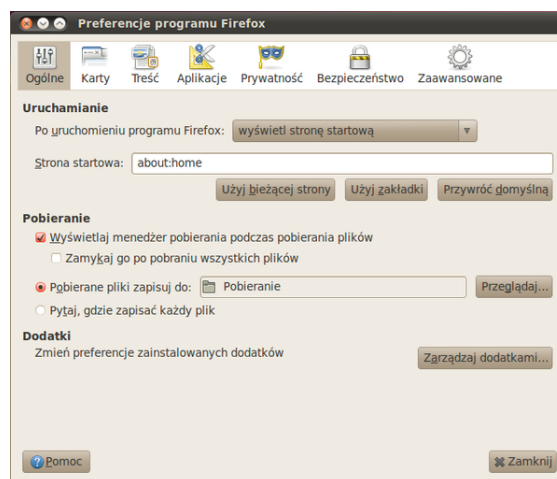 Preferencje programu Firefox
Ogólne Karty Treść Aplikacje Prywatność Bezpieczeństwo Zaawansowane
Uruchamianie
Po uruchomieniu programu Firefox: wyświetl stronę startową
Strona startowa: about:home
Użyj bieżącej strony Użyj zakładki Przywróć domyślną
Pobieranie
Wyświetlaj menedżer pobierania podczas pobierania plików
Zamykaj go po pobraniu wszystkich plików
Pobierane pliki zapisuj do: Pobieranie Przeglądaj...
Pytaj, gdzie zapisać każdy plik
Dodatki
Zmień preferencje zainstalowanych dodatków Zarządzaj dodatkami...
Pomoc Zamknij